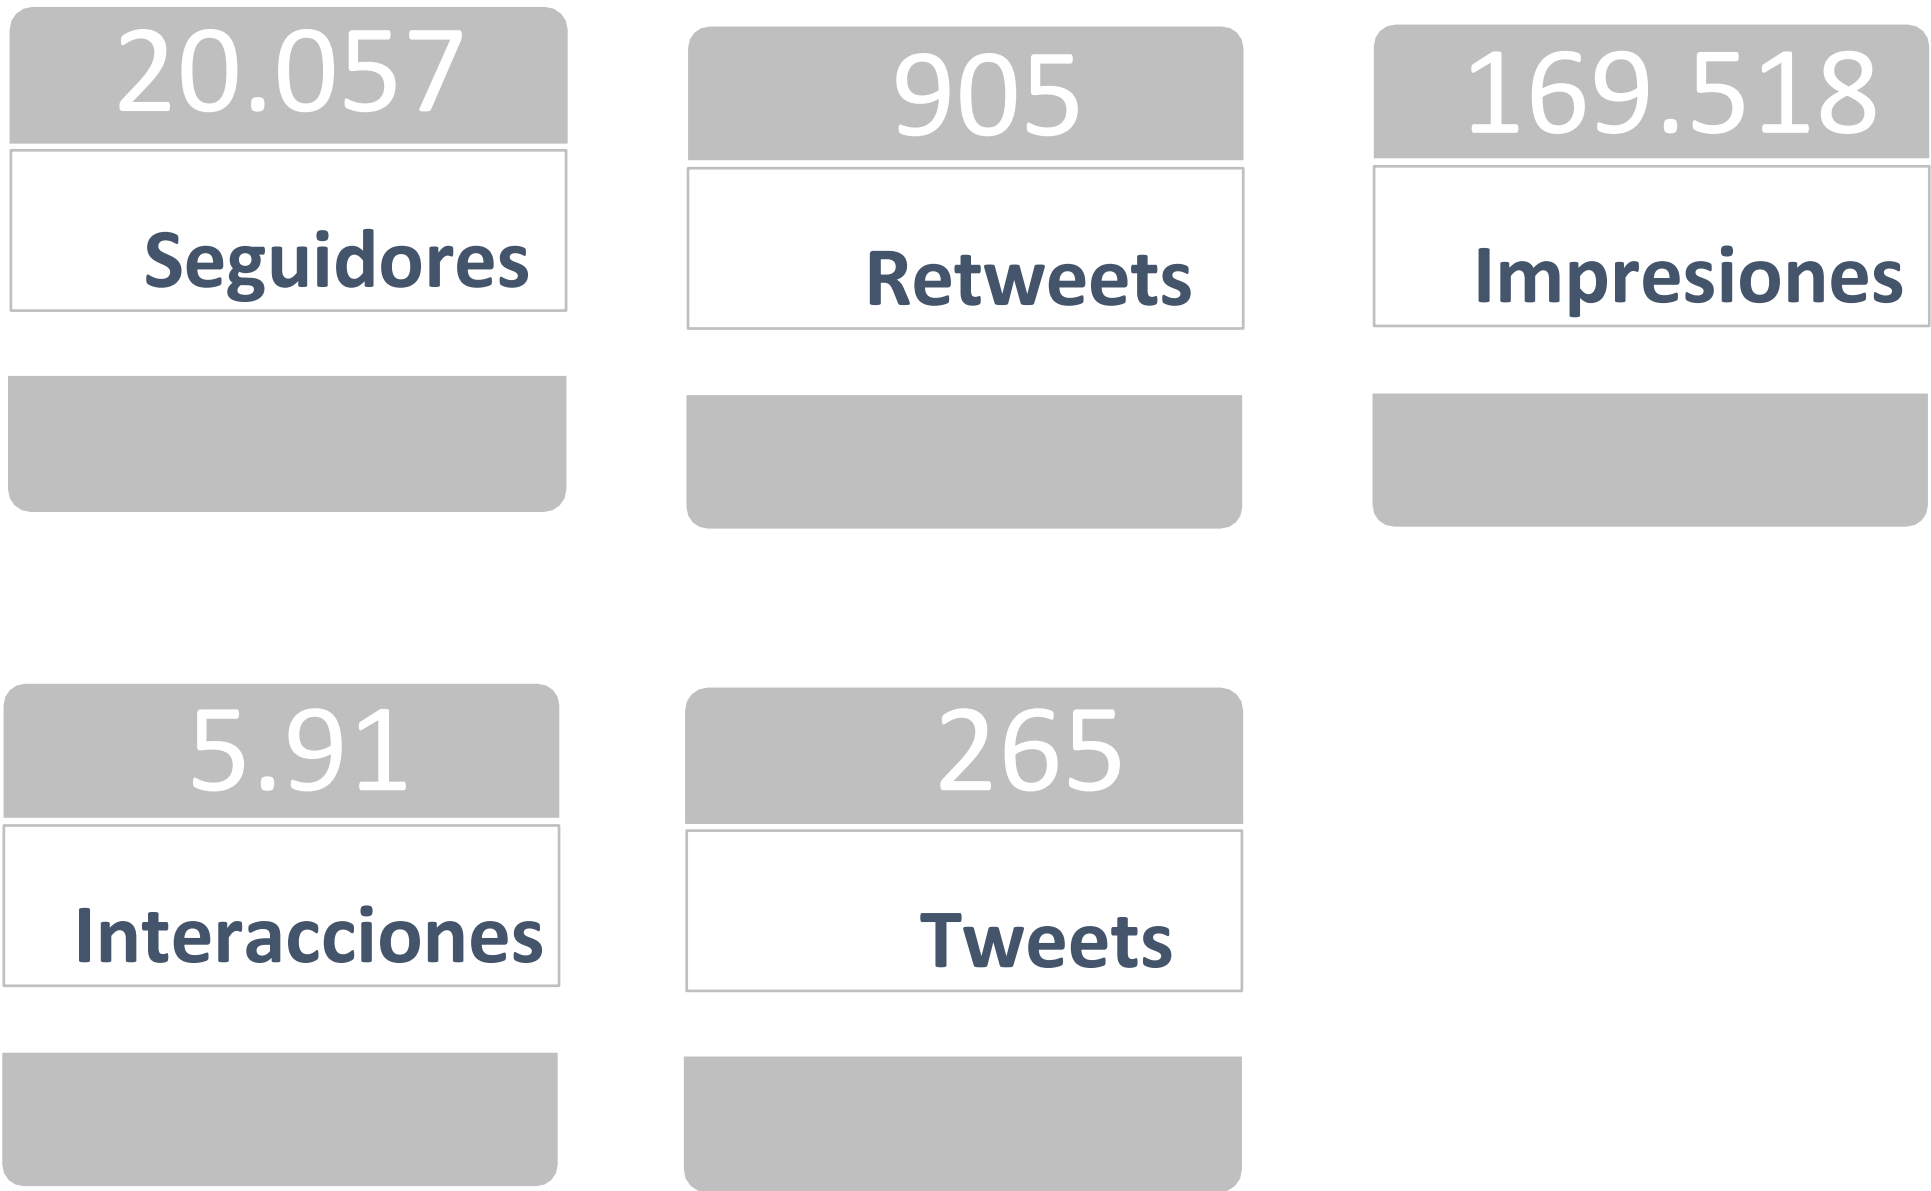 20.057
Seguidores
905
Retweets
169.518
Impresiones
5.91
Interacciones
265
Tweets